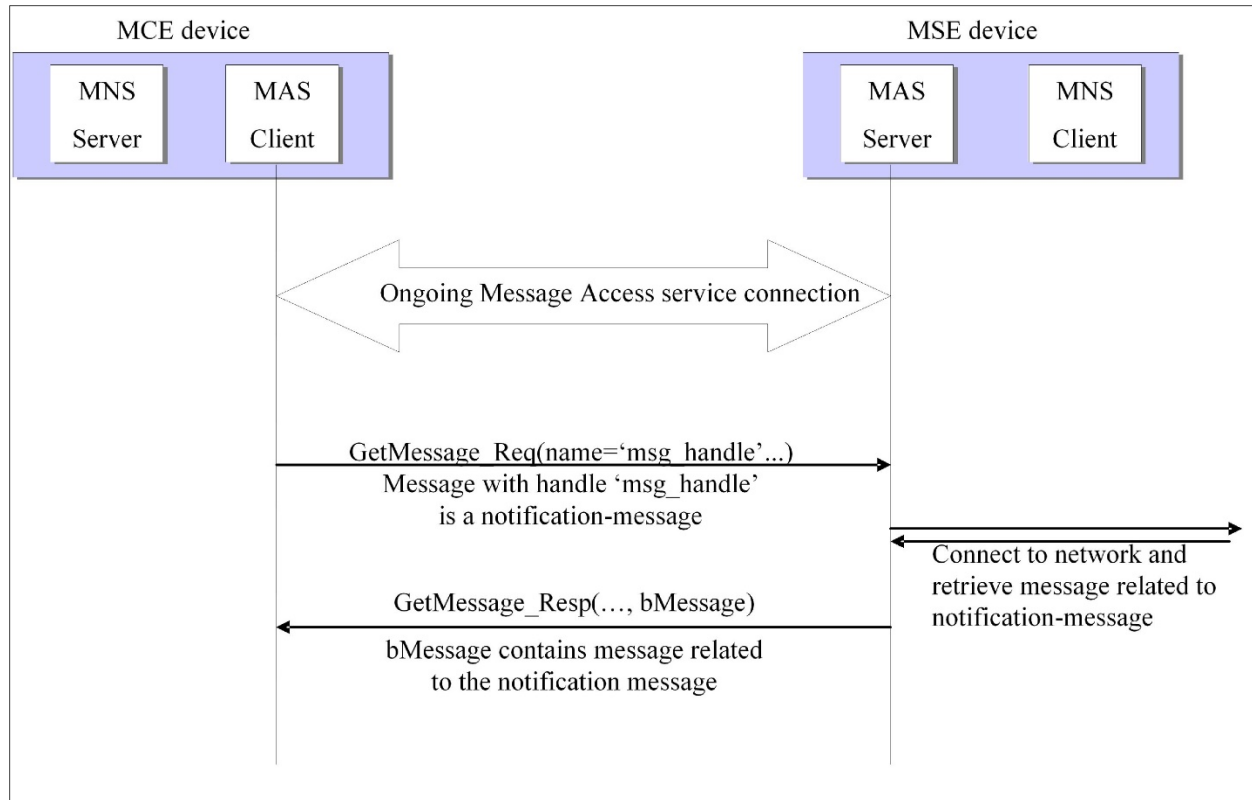 MCE device
MSE device
MNS
Server
MAS
Client
MAS
Server
MNS
Client
Ongoing Message Access service connection
GetMessage_Req(name=‘msg_handle’...)
Message with handle ‘msg_handle’
is a notification-message
Connect to network and
retrieve message related to
notification-message
GetMessage_Resp(…, bMessage)
bMessage contains message related
to the notification message